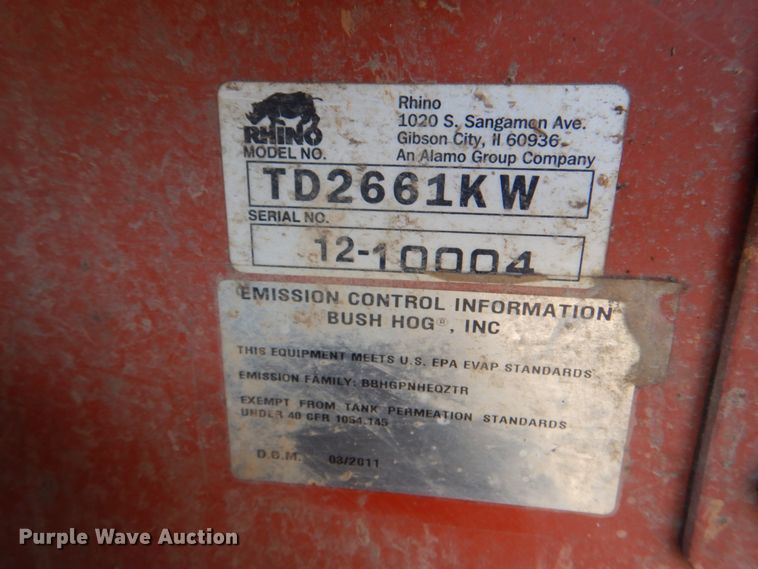 RHINO
Rhino
1020 S. Sangamon Ave.
Gibson City, Il 60936
An Alamo Group Company
MODEL NO.
TD2661KW
SERIAL NO.
12-10004
EMISSION CONTROL INFORMATION
BUSH HOG®, INC
THIS EQUIPMENT MEETS U.S. EPA EVAP STANDARDS
EMISSION FAMILY: BBHGPNHEQZTR
EXEMPT FROM TANK PERMEATION STANDARDS
UNDER 40 CFR 1054.145
D.O.M. 03/2011
Purple Wave Auction